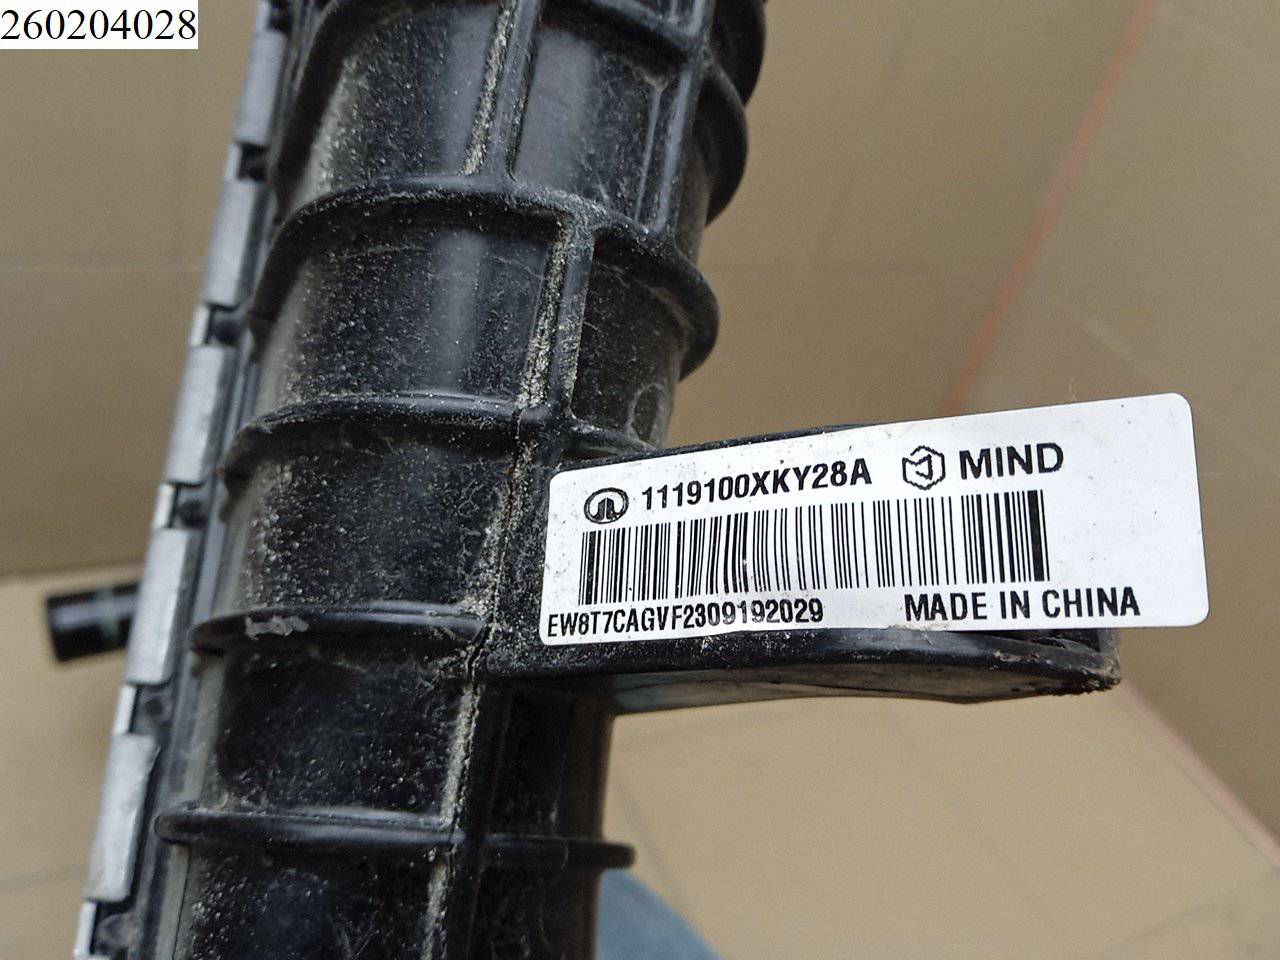 260204028
1119100XKY28A MIND
EW8T7CAGVF2309192029 MADE IN CHINA